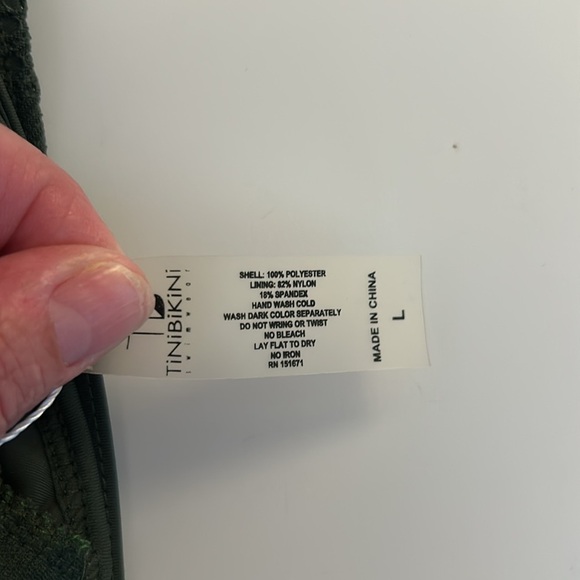 TiNiBiKiNi
SHELL: 100% POLYESTER
LINING: 82% NYLON
18% SPANDEX
HAND WASH COLD
WASH DARK COLOR SEPARATELY
DO NOT WRING OR TWIST
NO BLEACH
LAY FLAT TO DRY
NO IRON
RN 151671
MADE IN CHINA
L